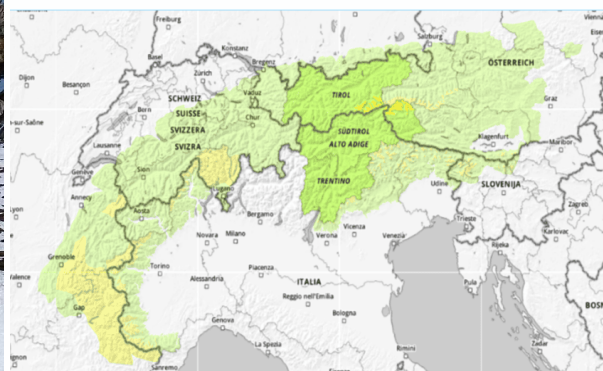 Freiburg
Salzburg
Vienna
Basel
Konstanz
Bregenz
Zürich
ÖSTERREICH
Dijon
Besançon
Vaduz
TIROL
SCHWEIZ
Graz
Bern
SUISSE
Chur
SVIZZERA
SÜDTIROL
Lausanne
SVIZRA
ALTO ADIGE
Klagenfurt
Maribor
Genève
Sion
TRENTINO
SLOVENIJA
Annecy
Lugano
Udine
Lyon
Aosta
Bergamo
Zagreb
Novara
Milano
Verona
Vicenza
Venezia
Trieste
Karlovac
Rijeka
Grenoble
Torino
Piacenza
Valence
Alessandria
ITALIA
Pula
Reggio nell'Emilia
Gap
Bologna
Genova
Zadar
La Spezia
Rimini
Sanremo